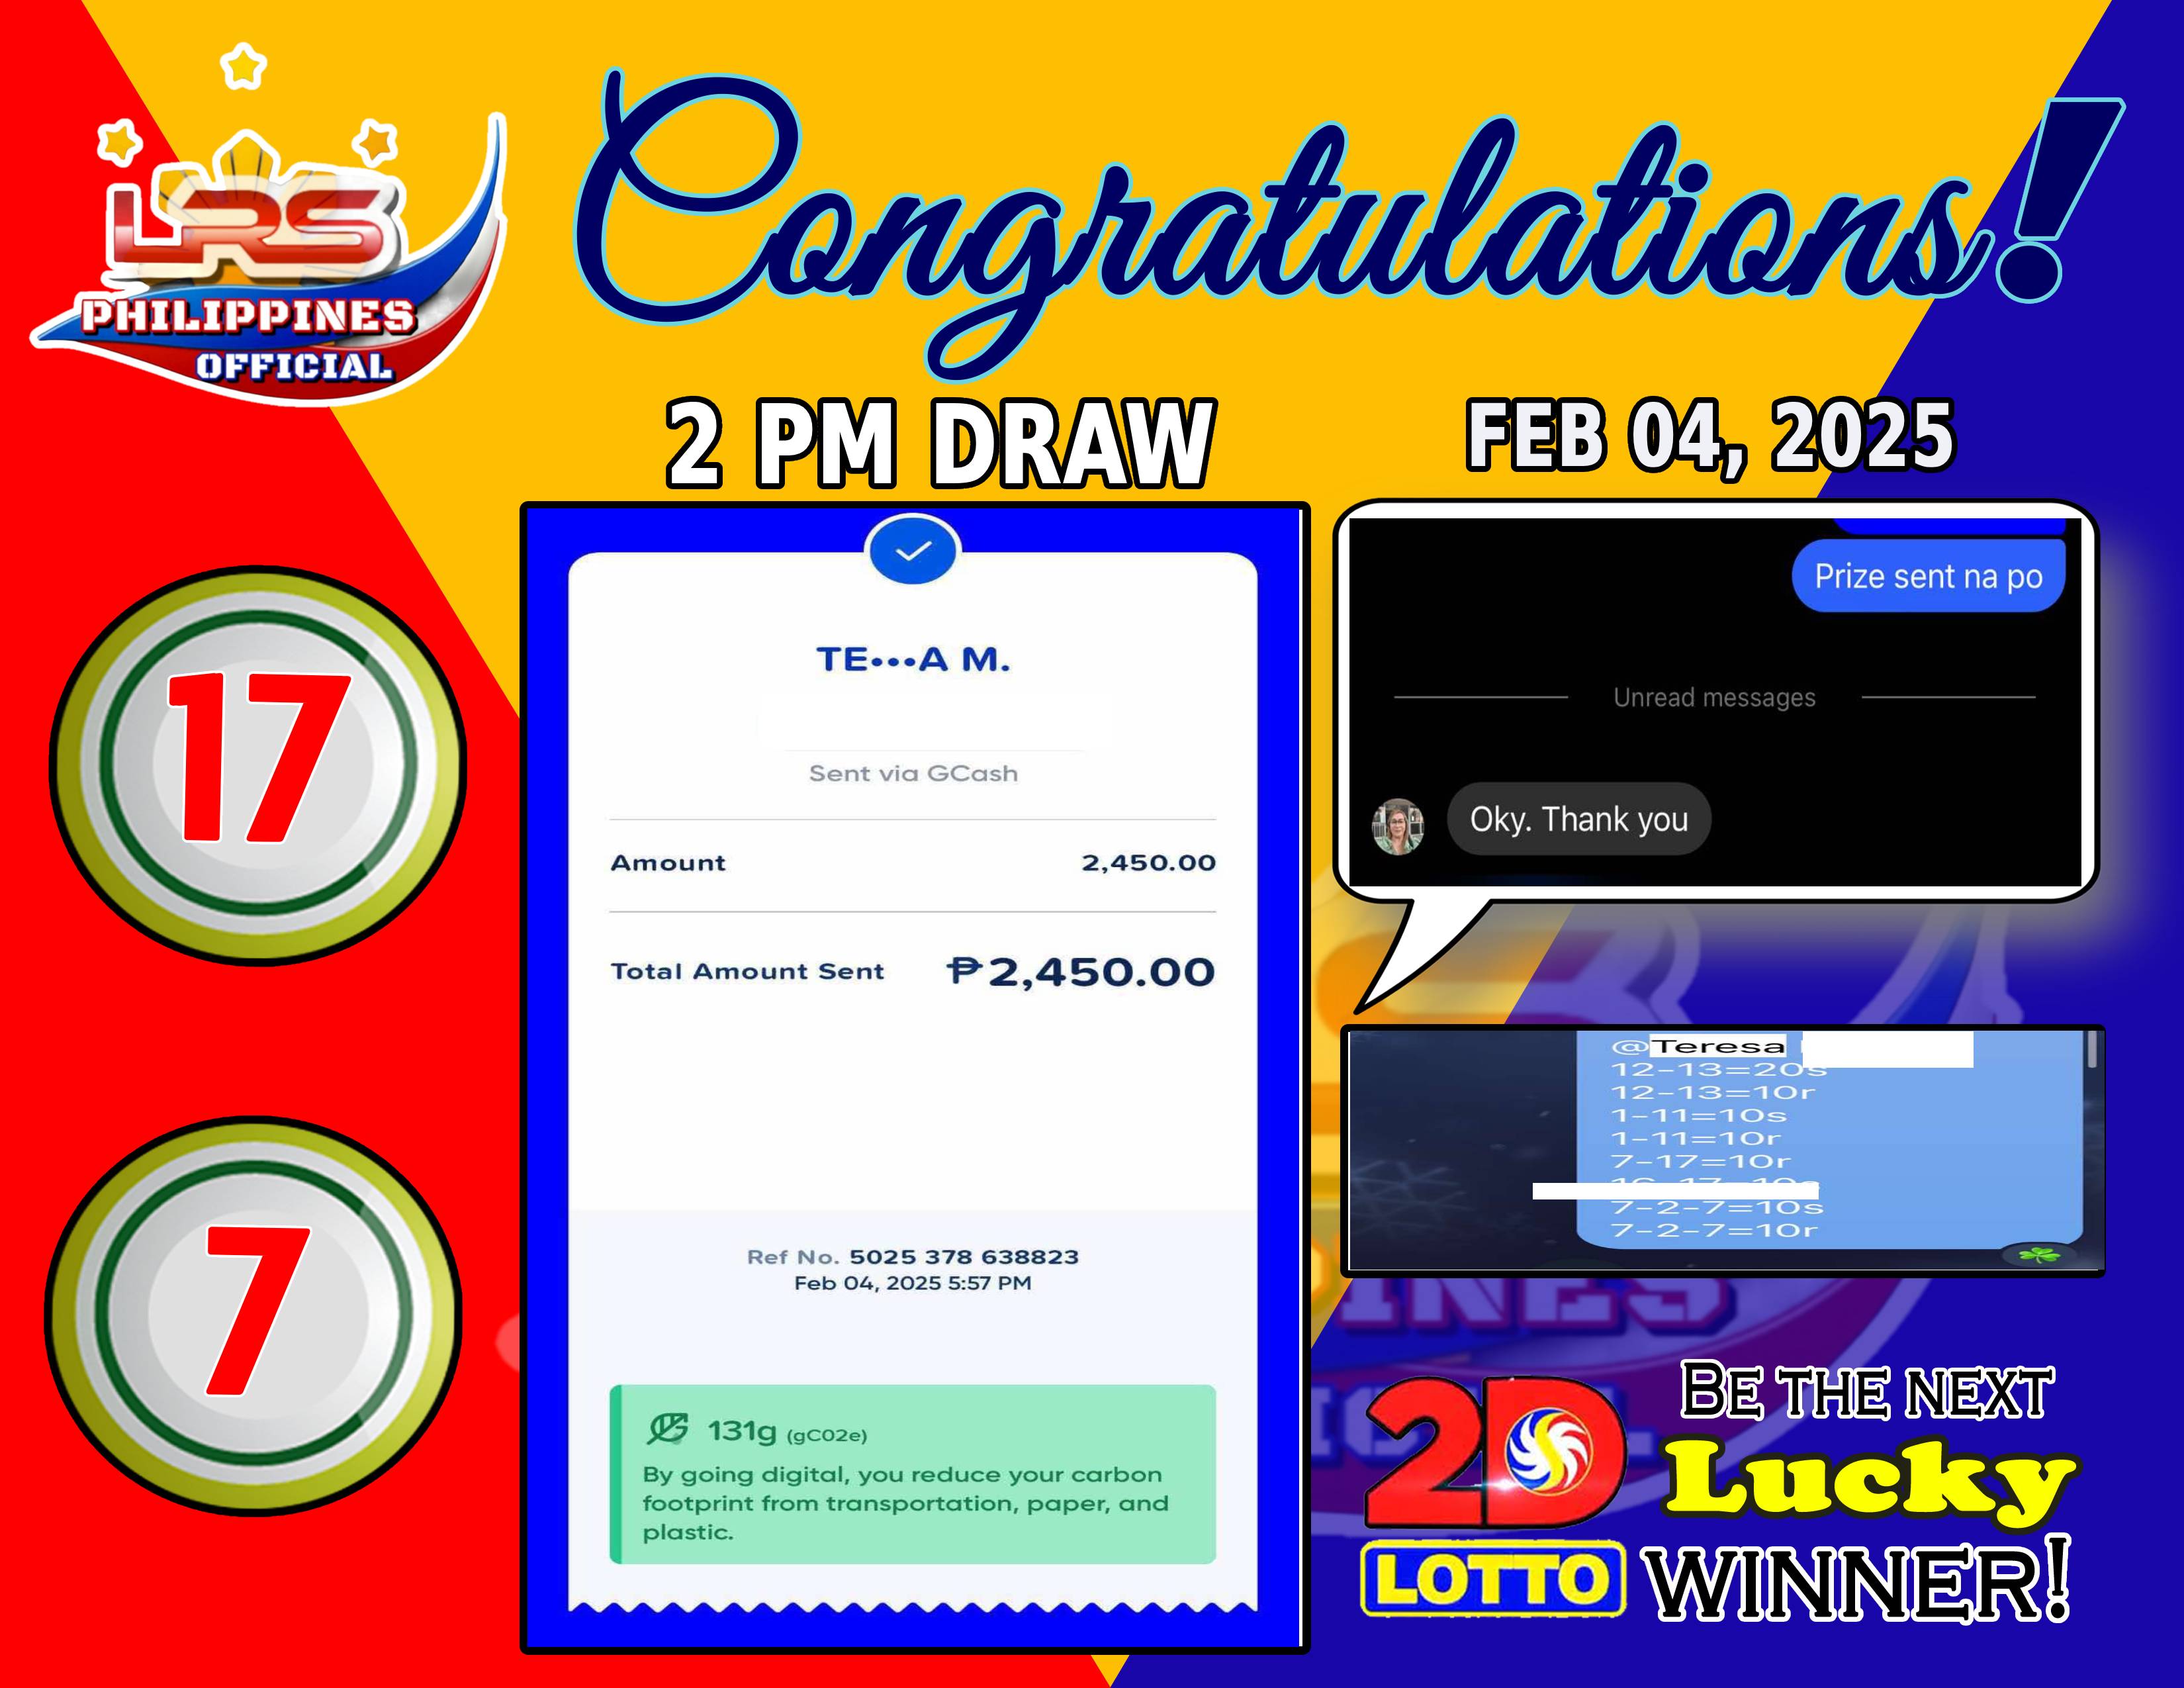 LRS
PHILIPPINES
OFFICIAL
Congratulations!
2 PM DRAW
FEB 04, 2025
17
7
TE•••A M.
Sent via GCash
Amount 2,450.00
Total Amount Sent ₱2,450.00
Ref No. 5025 378 638823
Feb 04, 2025 5:57 PM
131g (gC02e)
By going digital, you reduce your carbon
footprint from transportation, paper, and
plastic.
Prize sent na po
Unread messages
Oky. Thank you
@Teresa
12-13=20s
12-13=10r
1-11=10s
1-11=10r
7-17=10r
7-2-7=10s
7-2-7=10r
2D
LOTTO
BE THE NEXT
Lucky
WINNER!